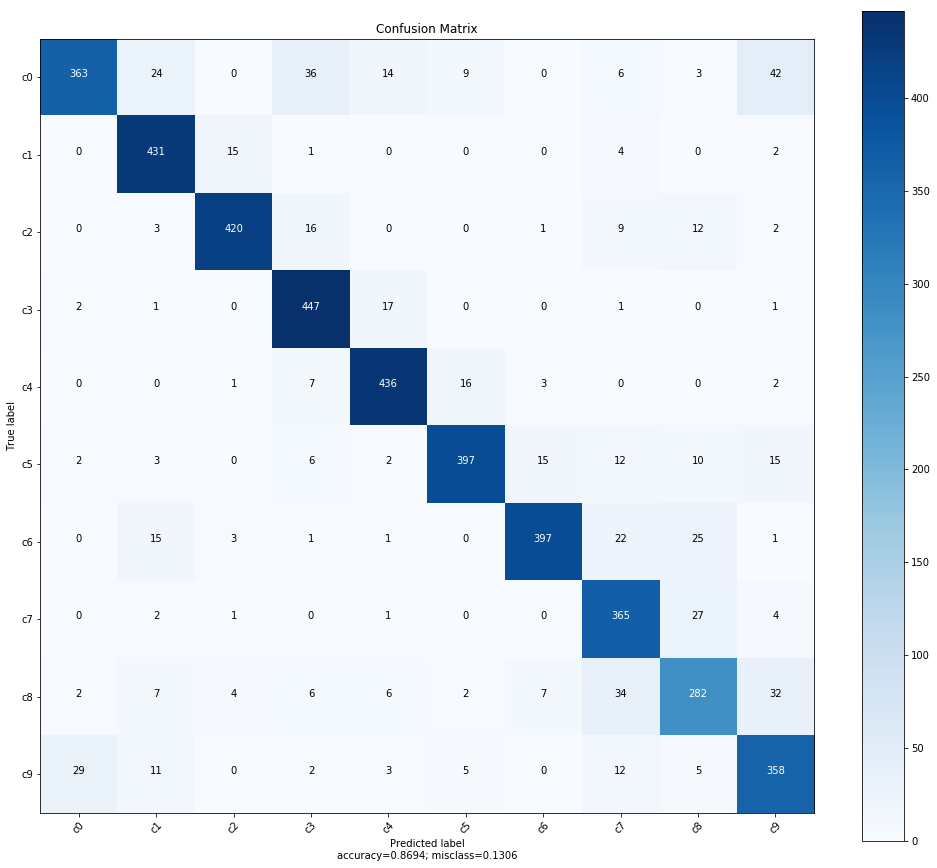 Confusion Matrix
c0 363 24 0 36 14 9 0 6 3 42
c1 0 431 15 1 0 0 0 4 0 2
c2 0 3 420 16 0 0 1 9 12 2
c3 2 1 0 447 17 0 0 1 0 1
c4 0 0 1 7 436 16 3 0 0 2
c5 2 3 0 6 2 397 15 12 10 15
c6 0 15 3 1 1 0 397 22 25 1
c7 0 2 1 0 1 0 0 365 27 4
c8 2 7 4 6 6 2 7 34 282 32
c9 29 11 0 2 3 5 0 12 5 358
c0 c1 c2 c3 c4 c5 c6 c7 c8 c9
True label
Predicted label
accuracy=0.8694; misclass=0.1306
400
350
300
250
200
150
100
50
0